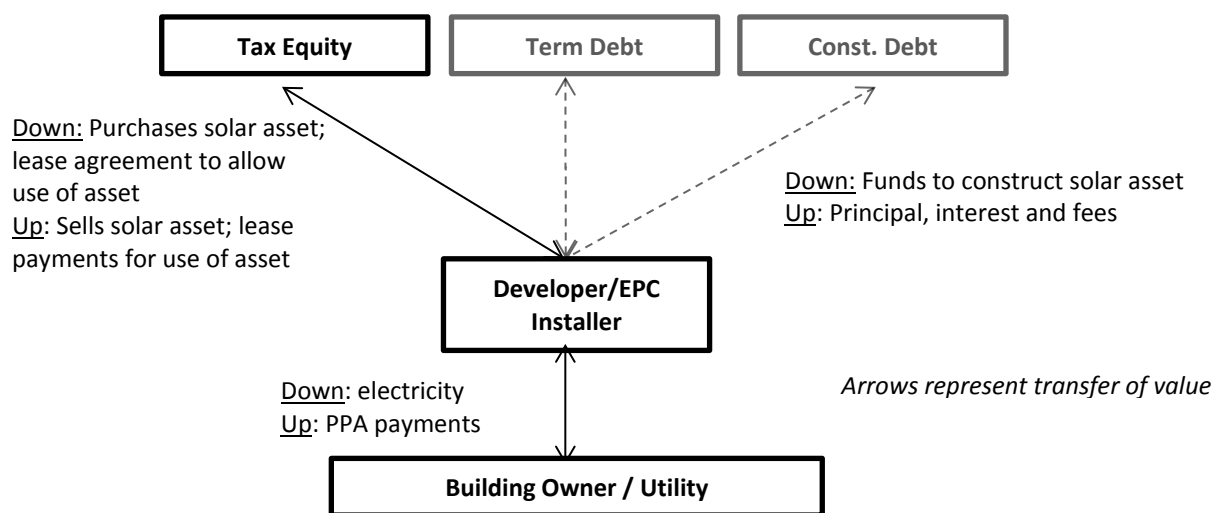 Tax Equity
Term Debt
Const. Debt
Down: Purchases solar asset;
lease agreement to allow
use of asset
Up: Sells solar asset; lease
payments for use of asset
Down: Funds to construct solar asset
Up: Principal, interest and fees
Developer/EPC
Installer
Down: electricity
Up: PPA payments
Arrows represent transfer of value
Building Owner / Utility